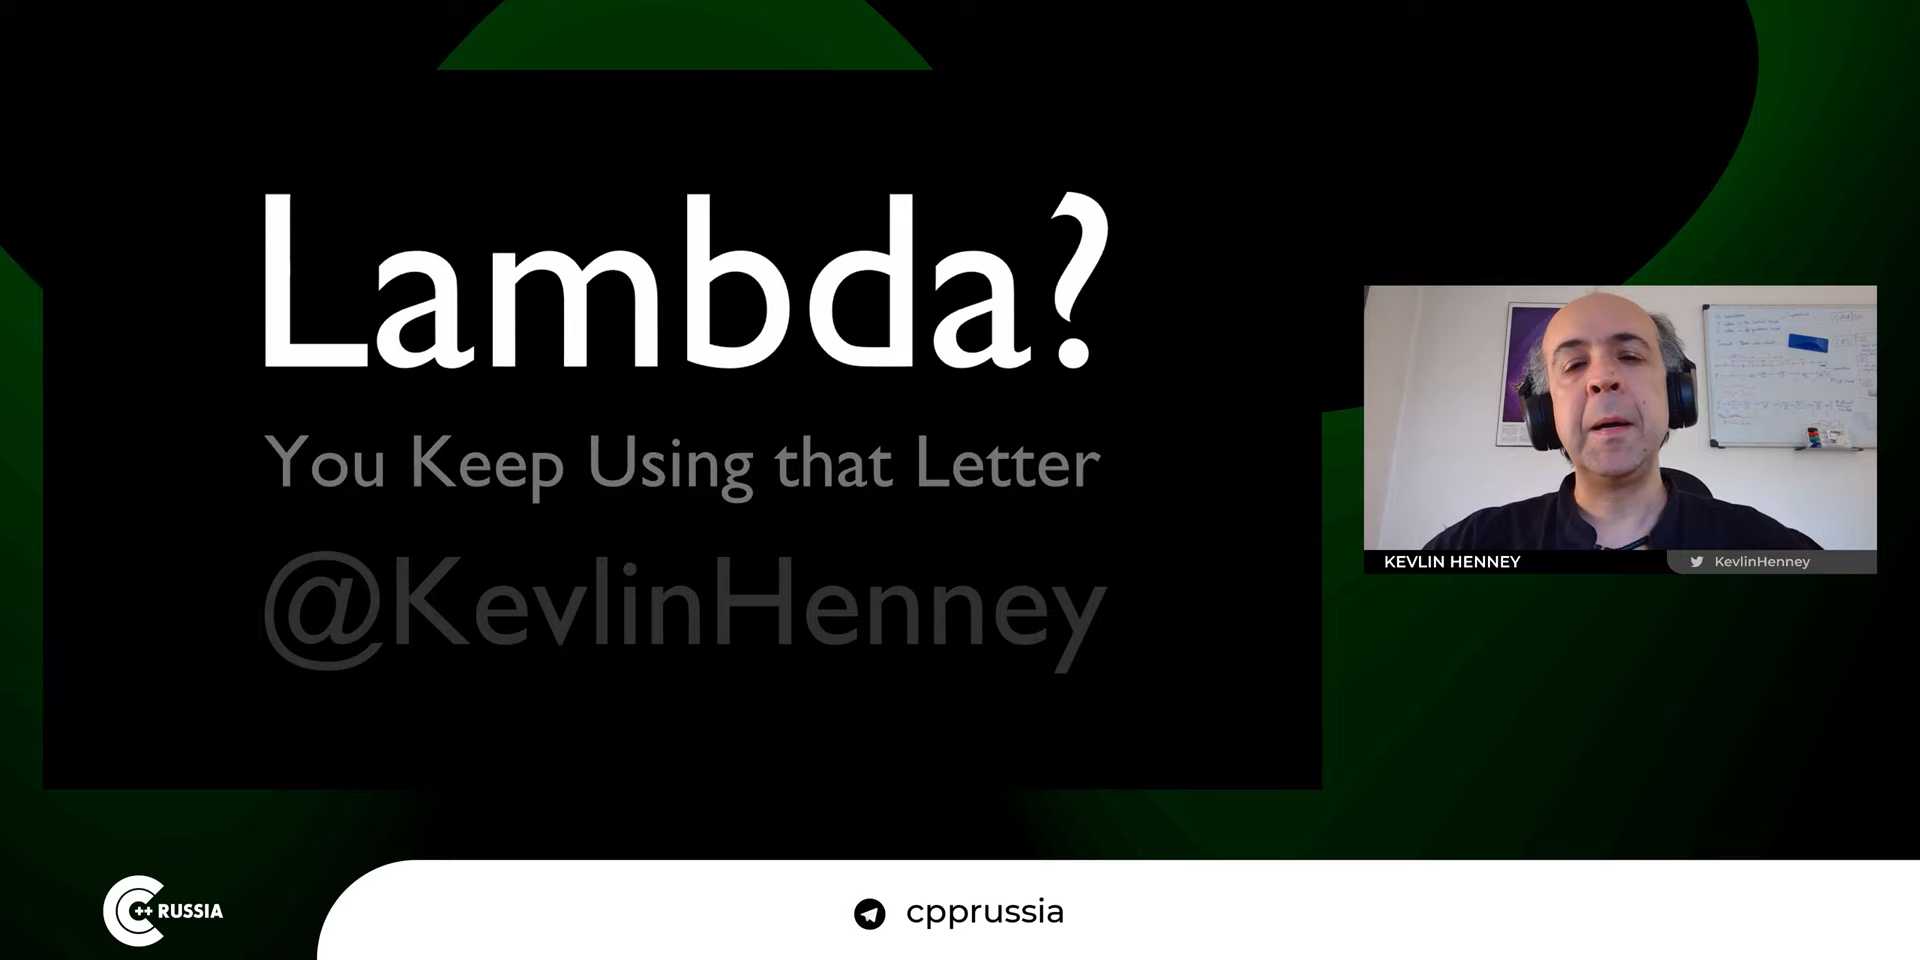 Lambda?
You Keep Using that Letter
@KevlinHenney
KEVLIN HENNEY
KevlinHenney
C++ RUSSIA
cpprussia